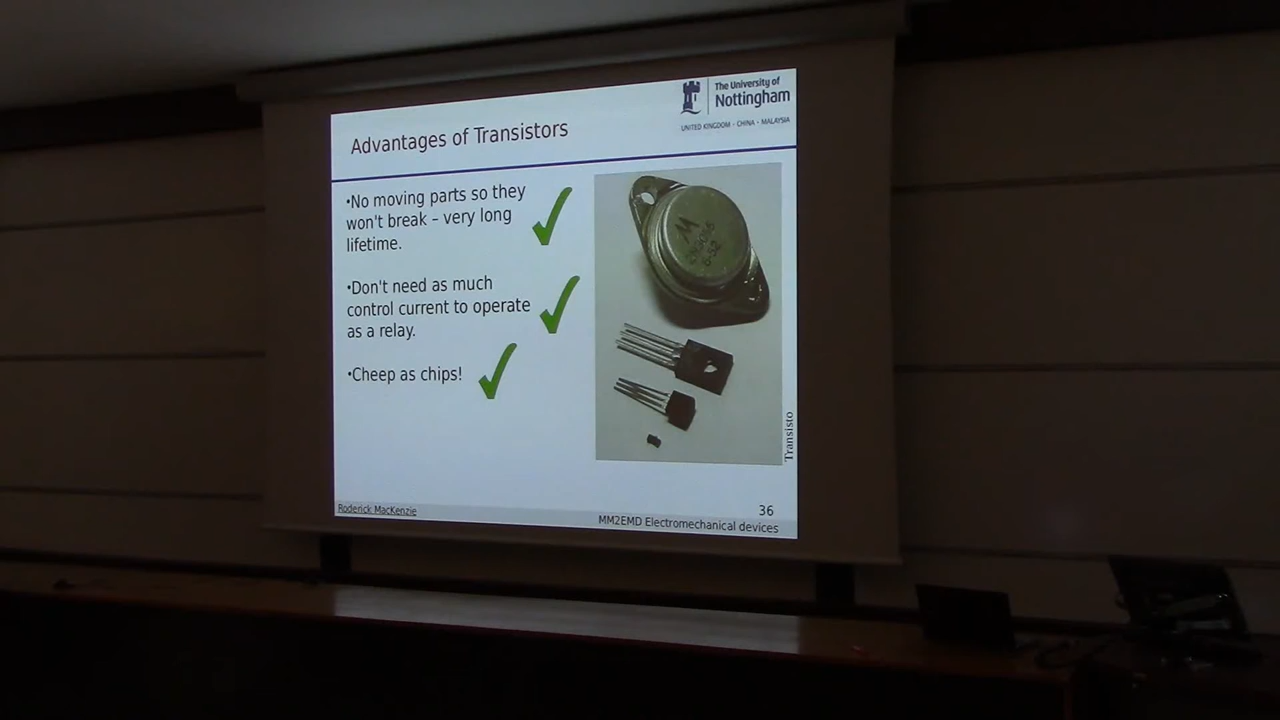 The University of
Nottingham
UNITED KINGDOM · CHINA · MALAYSIA
Advantages of Transistors
•No moving parts so they
won't break – very long
lifetime.
•Don't need as much
control current to operate
as a relay.
•Cheep as chips!
Transisto
Roderick MacKenzie
36
MM2EMD Electromechanical devices